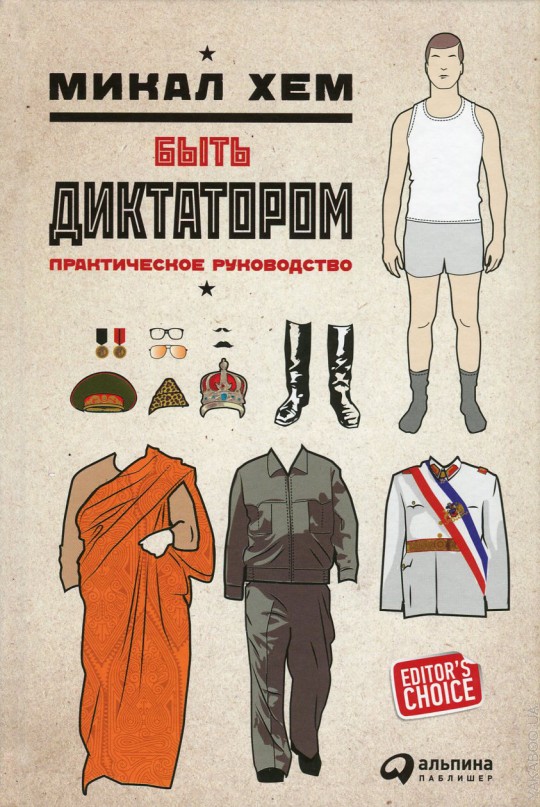 МИКАЛ ХЕМ
БЫТЬ
ДИКТАТОРОМ
ПРАКТИЧЕСКОЕ РУКОВОДСТВО
EDITOR'S
CHOICE
альпина
ПАБЛИШЕР